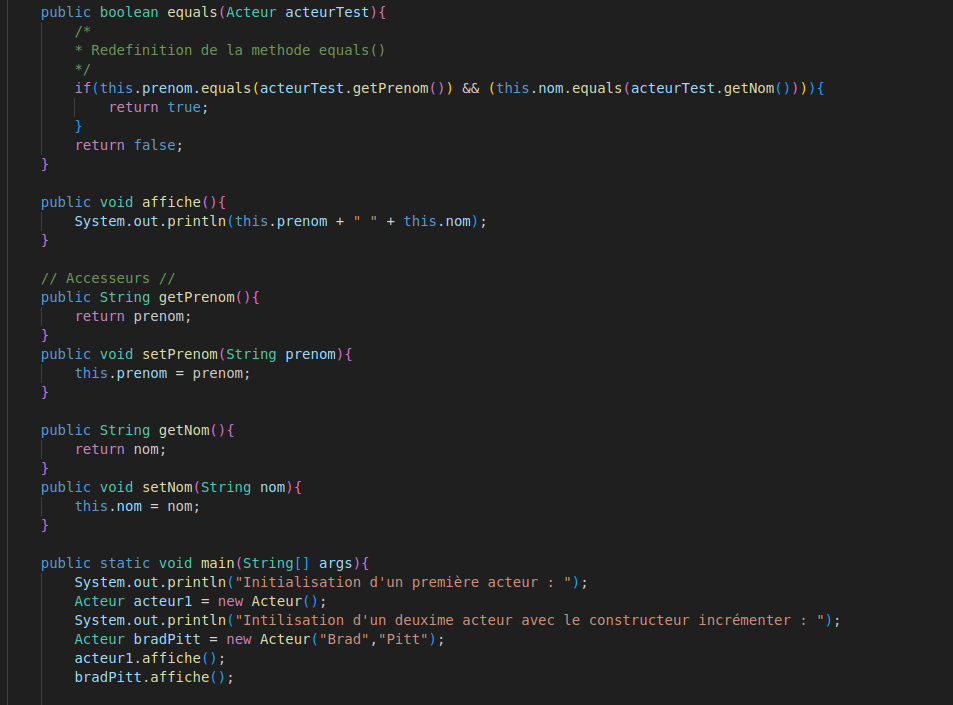 public boolean equals(Acteur acteurTest){
/*
* Redefinition de la methode equals()
*/
if(this.prenom.equals(acteurTest.getPrenom()) && (this.nom.equals(acteurTest.getNom()))){
return true;
}
return false;
}
public void affiche(){
System.out.println(this.prenom + " " + this.nom);
}
// Accesseurs //
public String getPrenom(){
return prenom;
}
public void setPrenom(String prenom){
this.prenom = prenom;
}
public String getNom(){
return nom;
}
public void setNom(String nom){
this.nom = nom;
}
public static void main(String[] args){
System.out.println("Initialisation d'un première acteur : ");
Acteur acteur1 = new Acteur();
System.out.println("Intilisation d'un deuxime acteur avec le constructeur incrémenter : ");
Acteur bradPitt = new Acteur("Brad","Pitt");
acteur1.affiche();
bradPitt.affiche();